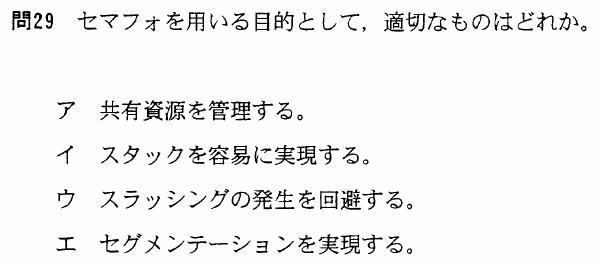 問29 セマフォを用いる目的として，適切なものはどれか。
ア 共有資源を管理する。
イ スタックを容易に実現する。
ウ スラッシングの発生を回避する。
エ セグメンテーションを実現する。